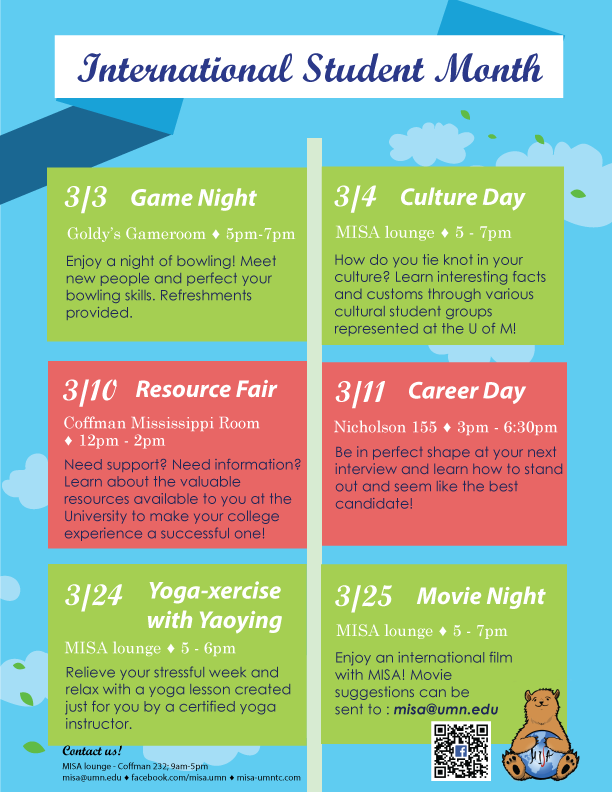 International Student Month
3/3 Game Night
Goldy's Gameroom ♦ 5pm-7pm
Enjoy a night of bowling! Meet
new people and perfect your
bowling skills. Refreshments
provided.
3/4 Culture Day
MISA lounge ♦ 5 - 7pm
How do you tie knot in your
culture? Learn interesting facts
and customs through various
cultural student groups
represented at the U of M!
3/10 Resource Fair
Coffman Mississippi Room
♦ 12pm - 2pm
Need support? Need information?
Learn about the valuable
resources available to you at the
University to make your college
experience a successful one!
3/11 Career Day
Nicholson 155 ♦ 3pm - 6:30pm
Be in perfect shape at your next
interview and learn how to stand
out and seem like the best
candidate!
3/24 Yoga-xercise
with Yaoying
MISA lounge ♦ 5 - 6pm
Relieve your stressful week and
relax with a yoga lesson created
just for you by a certified yoga
instructor.
3/25 Movie Night
MISA lounge ♦ 5 - 7pm
Enjoy an international film
with MISA! Movie
suggestions can be
sent to : misa@umn.edu
MISA
Contact us!
MISA lounge - Coffman 232; 9am-5pm
misa@umn.edu ♦ facebook.com/misa.umn ♦ misa-umntc.com